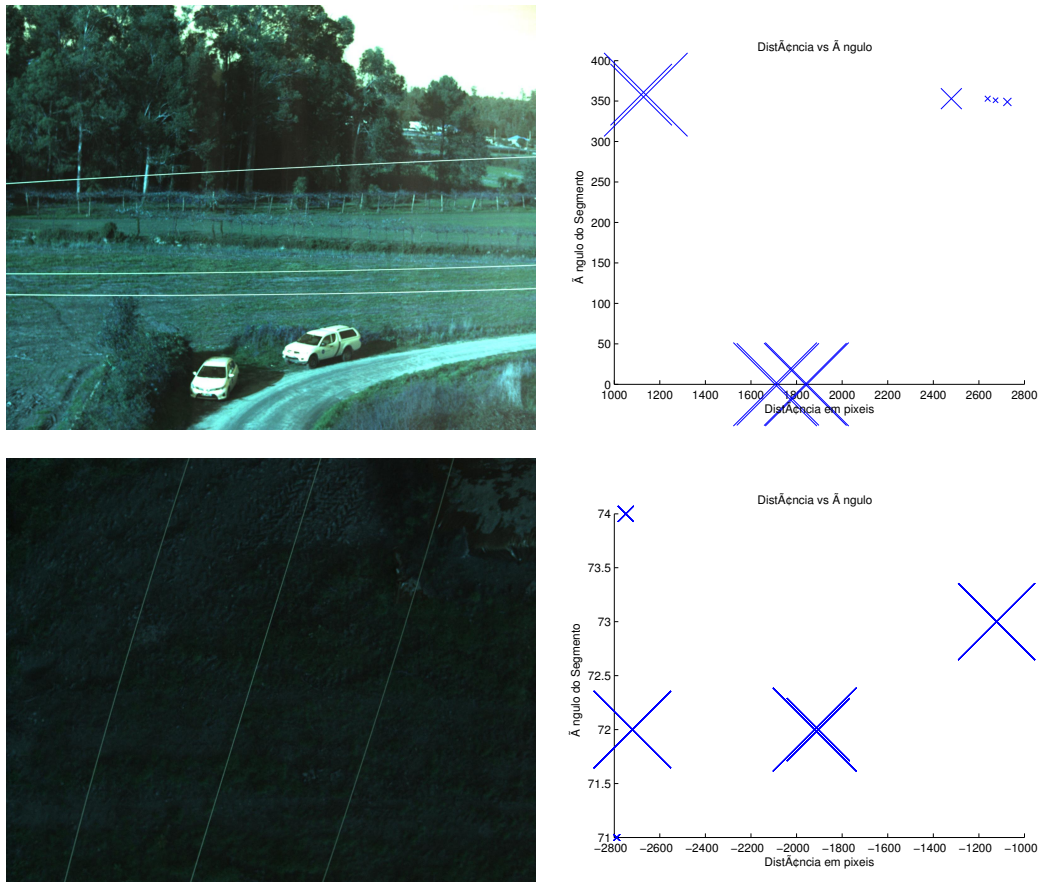 DistÃ¢ncia vs Ã ngulo
400
350
300
250
200
150
100
50
0
Ã ngulo do Segmento
1000 1200 1400 1600 1800 2000 2200 2400 2600 2800
DistÃ¢ncia em pixeis
DistÃ¢ncia vs Ã ngulo
74
73.5
73
72.5
72
71.5
71
Ã ngulo do Segmento
−2800 −2600 −2400 −2200 −2000 −1800 −1600 −1400 −1200 −1000
DistÃ¢ncia em pixeis